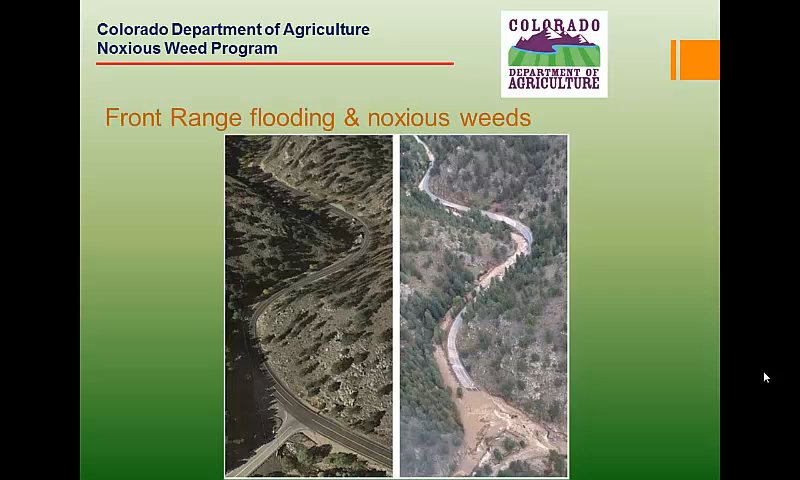 Colorado Department of Agriculture
Noxious Weed Program
COLORADO
DEPARTMENT OF
AGRICULTURE
Front Range flooding & noxious weeds